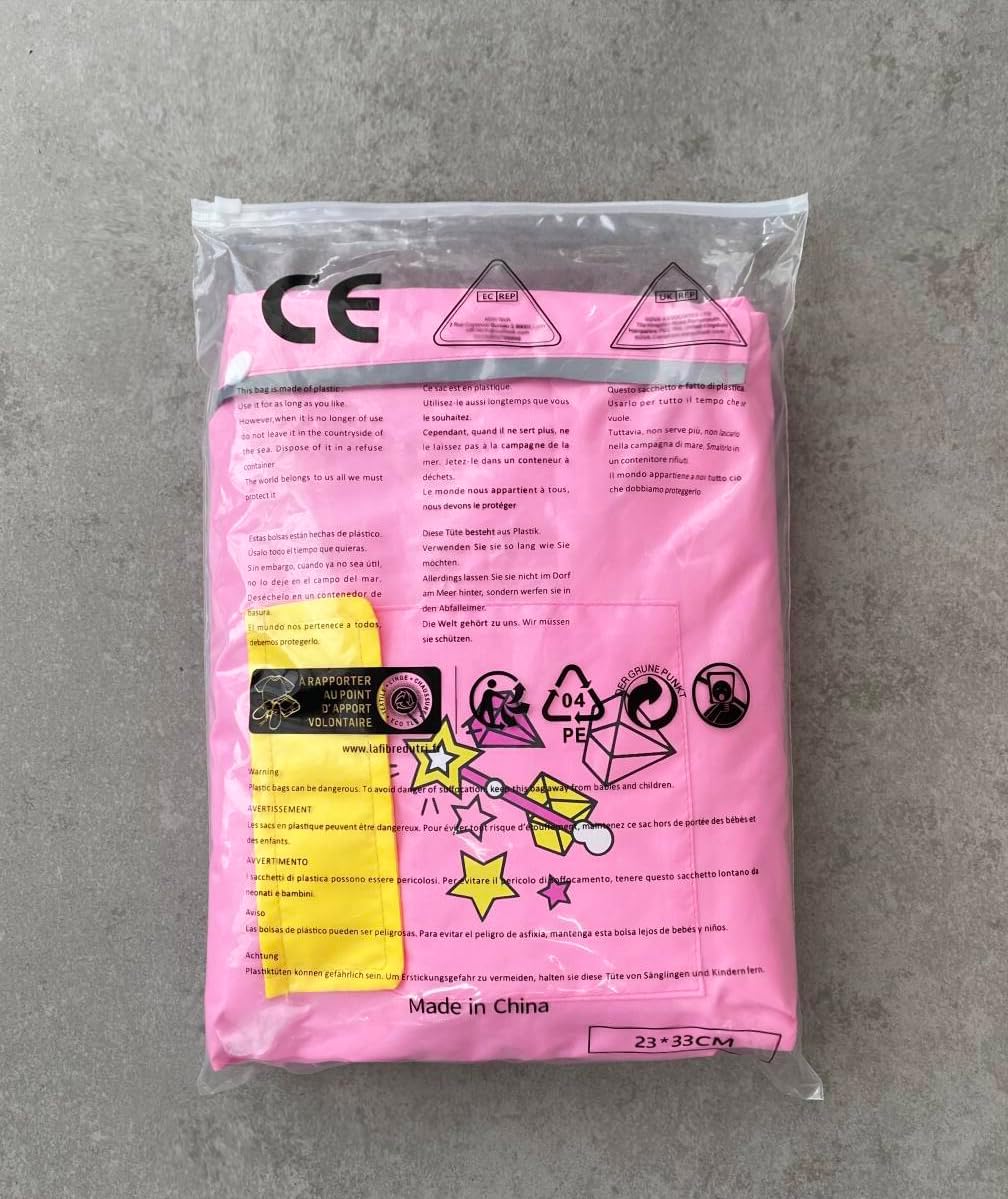 CE
EC REP
UK REP
This bag is made of plastic.
Use it for as long as you like.
However,when it is no longer of use
do not leave it in the countryside of
the sea. Dispose of it in a refuse
container
The world belongs to us all we must
protect it
Ce sac est en plastique.
Utilisez-le aussi longtemps que vous
le souhaitez.
Cependant, quand il ne sert plus, ne
le laissez pas à la campagne de la
mer. Jetez-le dans un conteneur à
déchets.
Le monde nous appartient à tous,
nous devons le protéger
Questo sacchetto è fatto di plastica
Usarlo per tutto il tempo che se
vuole.
Tuttavia, non serve più, non lasciarlo
nella campagna di mare. Smaltirlo in
un contenitore rifiuti
Il mondo appartiene a noi tutto ciò
che dobbiamo proteggerlo
Estas bolsas están hechas de plástico.
Úsalo todo el tiempo que quieras.
Sin embargo, cuando ya no sea útil,
no lo deje en el campo del mar.
Deséchelo en un contenedor de
basura.
El mundo nos pertenece a todos,
debemos protegerlo.
Diese Tüte besteht aus Plastik.
Verwenden Sie sie so lang wie Sie
möchten.
Allerdings lassen Sie sie nicht im Dorf
am Meer hinter, sondern werfen sie in
den Abfalleimer.
Die Welt gehört zu uns. Wir müssen
sie schützen.
À RAPPORTER
AU POINT
D'APPORT
VOLONTAIRE
TEXTILE • LINGE • CHAUSSURE
ECO TLC
04
PE
DER GRÜNE PUNKT
www.lafibredutri.fr
Warning
Plastic bags can be dangerous. To avoid danger of suffocation, keep this bag away from babies and children.
AVERTISSEMENT
Les sacs en plastique peuvent être dangereux. Pour éviter tout risque d'étouffement, maintenez ce sac hors de portée des bébés et
des enfants.
AVVERTIMENTO
I sacchetti di plastica possono essere pericolosi. Per evitare il pericolo di soffocamento, tenere questo sacchetto lontano da
neonati e bambini.
Aviso
Las bolsas de plástico pueden ser peligrosas. Para evitar el peligro de asfixia, mantenga esta bolsa lejos de bebés y niños.
Achtung
Plastiktüten können gefährlich sein. Um Erstickungsgefahr zu vermeiden, halten sie diese Tüte von Sänglingen und Kindern fern.
Made in China
23*33CM